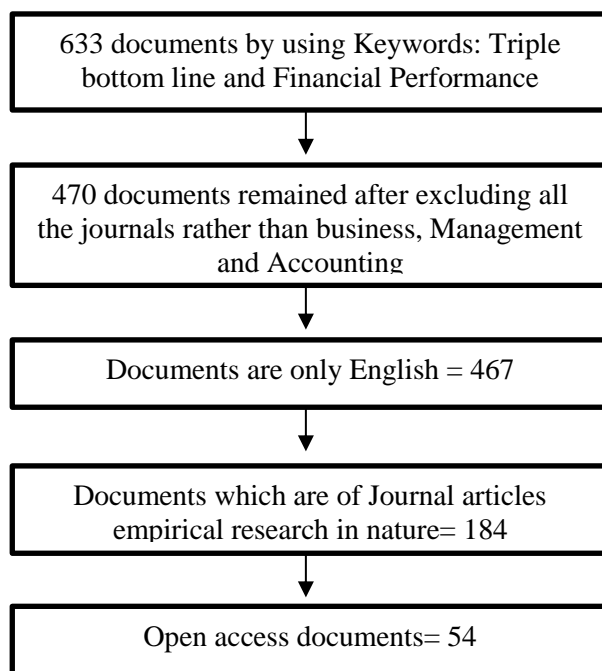 633 documents by using Keywords: Triple
bottom line and Financial Performance
470 documents remained after excluding all
the journals rather than business, Management
and Accounting
Documents are only English = 467
Documents which are of Journal articles
empirical research in nature= 184
Open access documents= 54